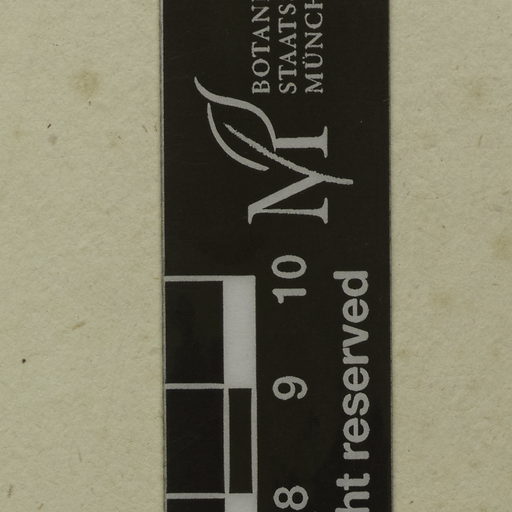 BOTANI
STAATS
MÜNCH
M
10
9
8
ht reserved